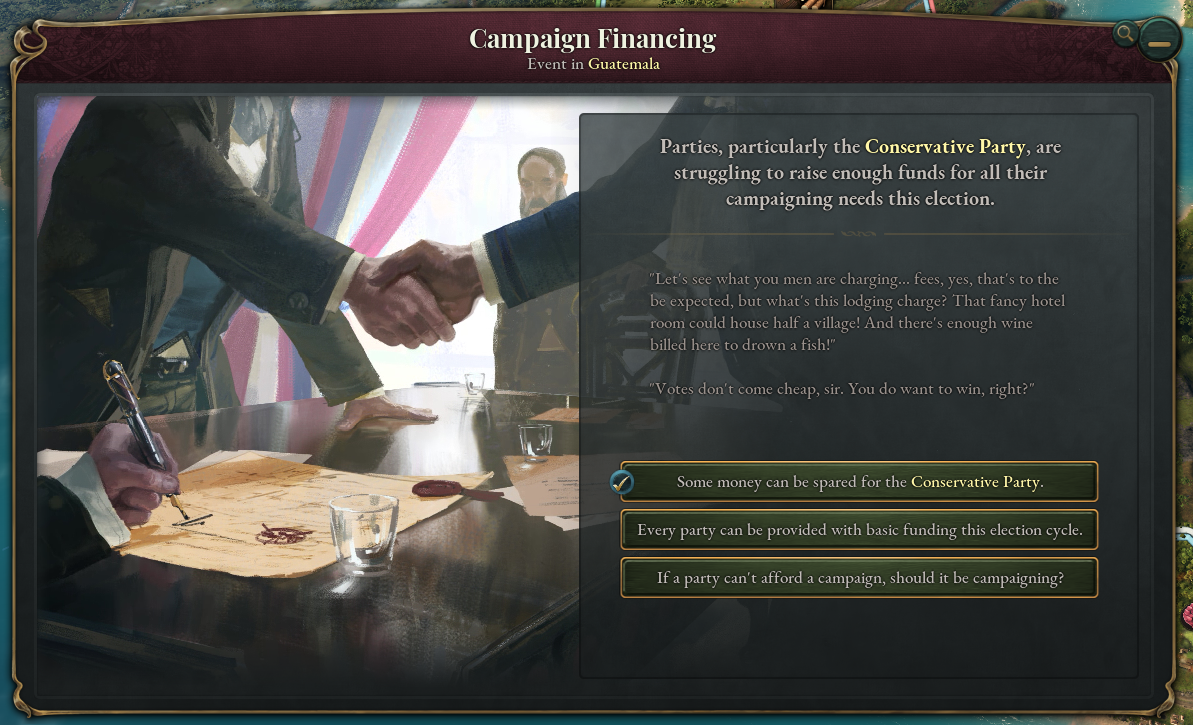 Campaign Financing
Event in Guatemala
Parties, particularly the Conservative Party, are
struggling to raise enough funds for all their
campaigning needs this election.
"Let's see what you men are charging... fees, yes, that's to the
be expected, but what's this lodging charge? That fancy hotel
room could house half a village! And there's enough wine
billed here to drown a fish!"
"Votes don't come cheap, sir. You do want to win, right?"
Some money can be spared for the Conservative Party.
Every party can be provided with basic funding this election cycle.
If a party can't afford a campaign, should it be campaigning?